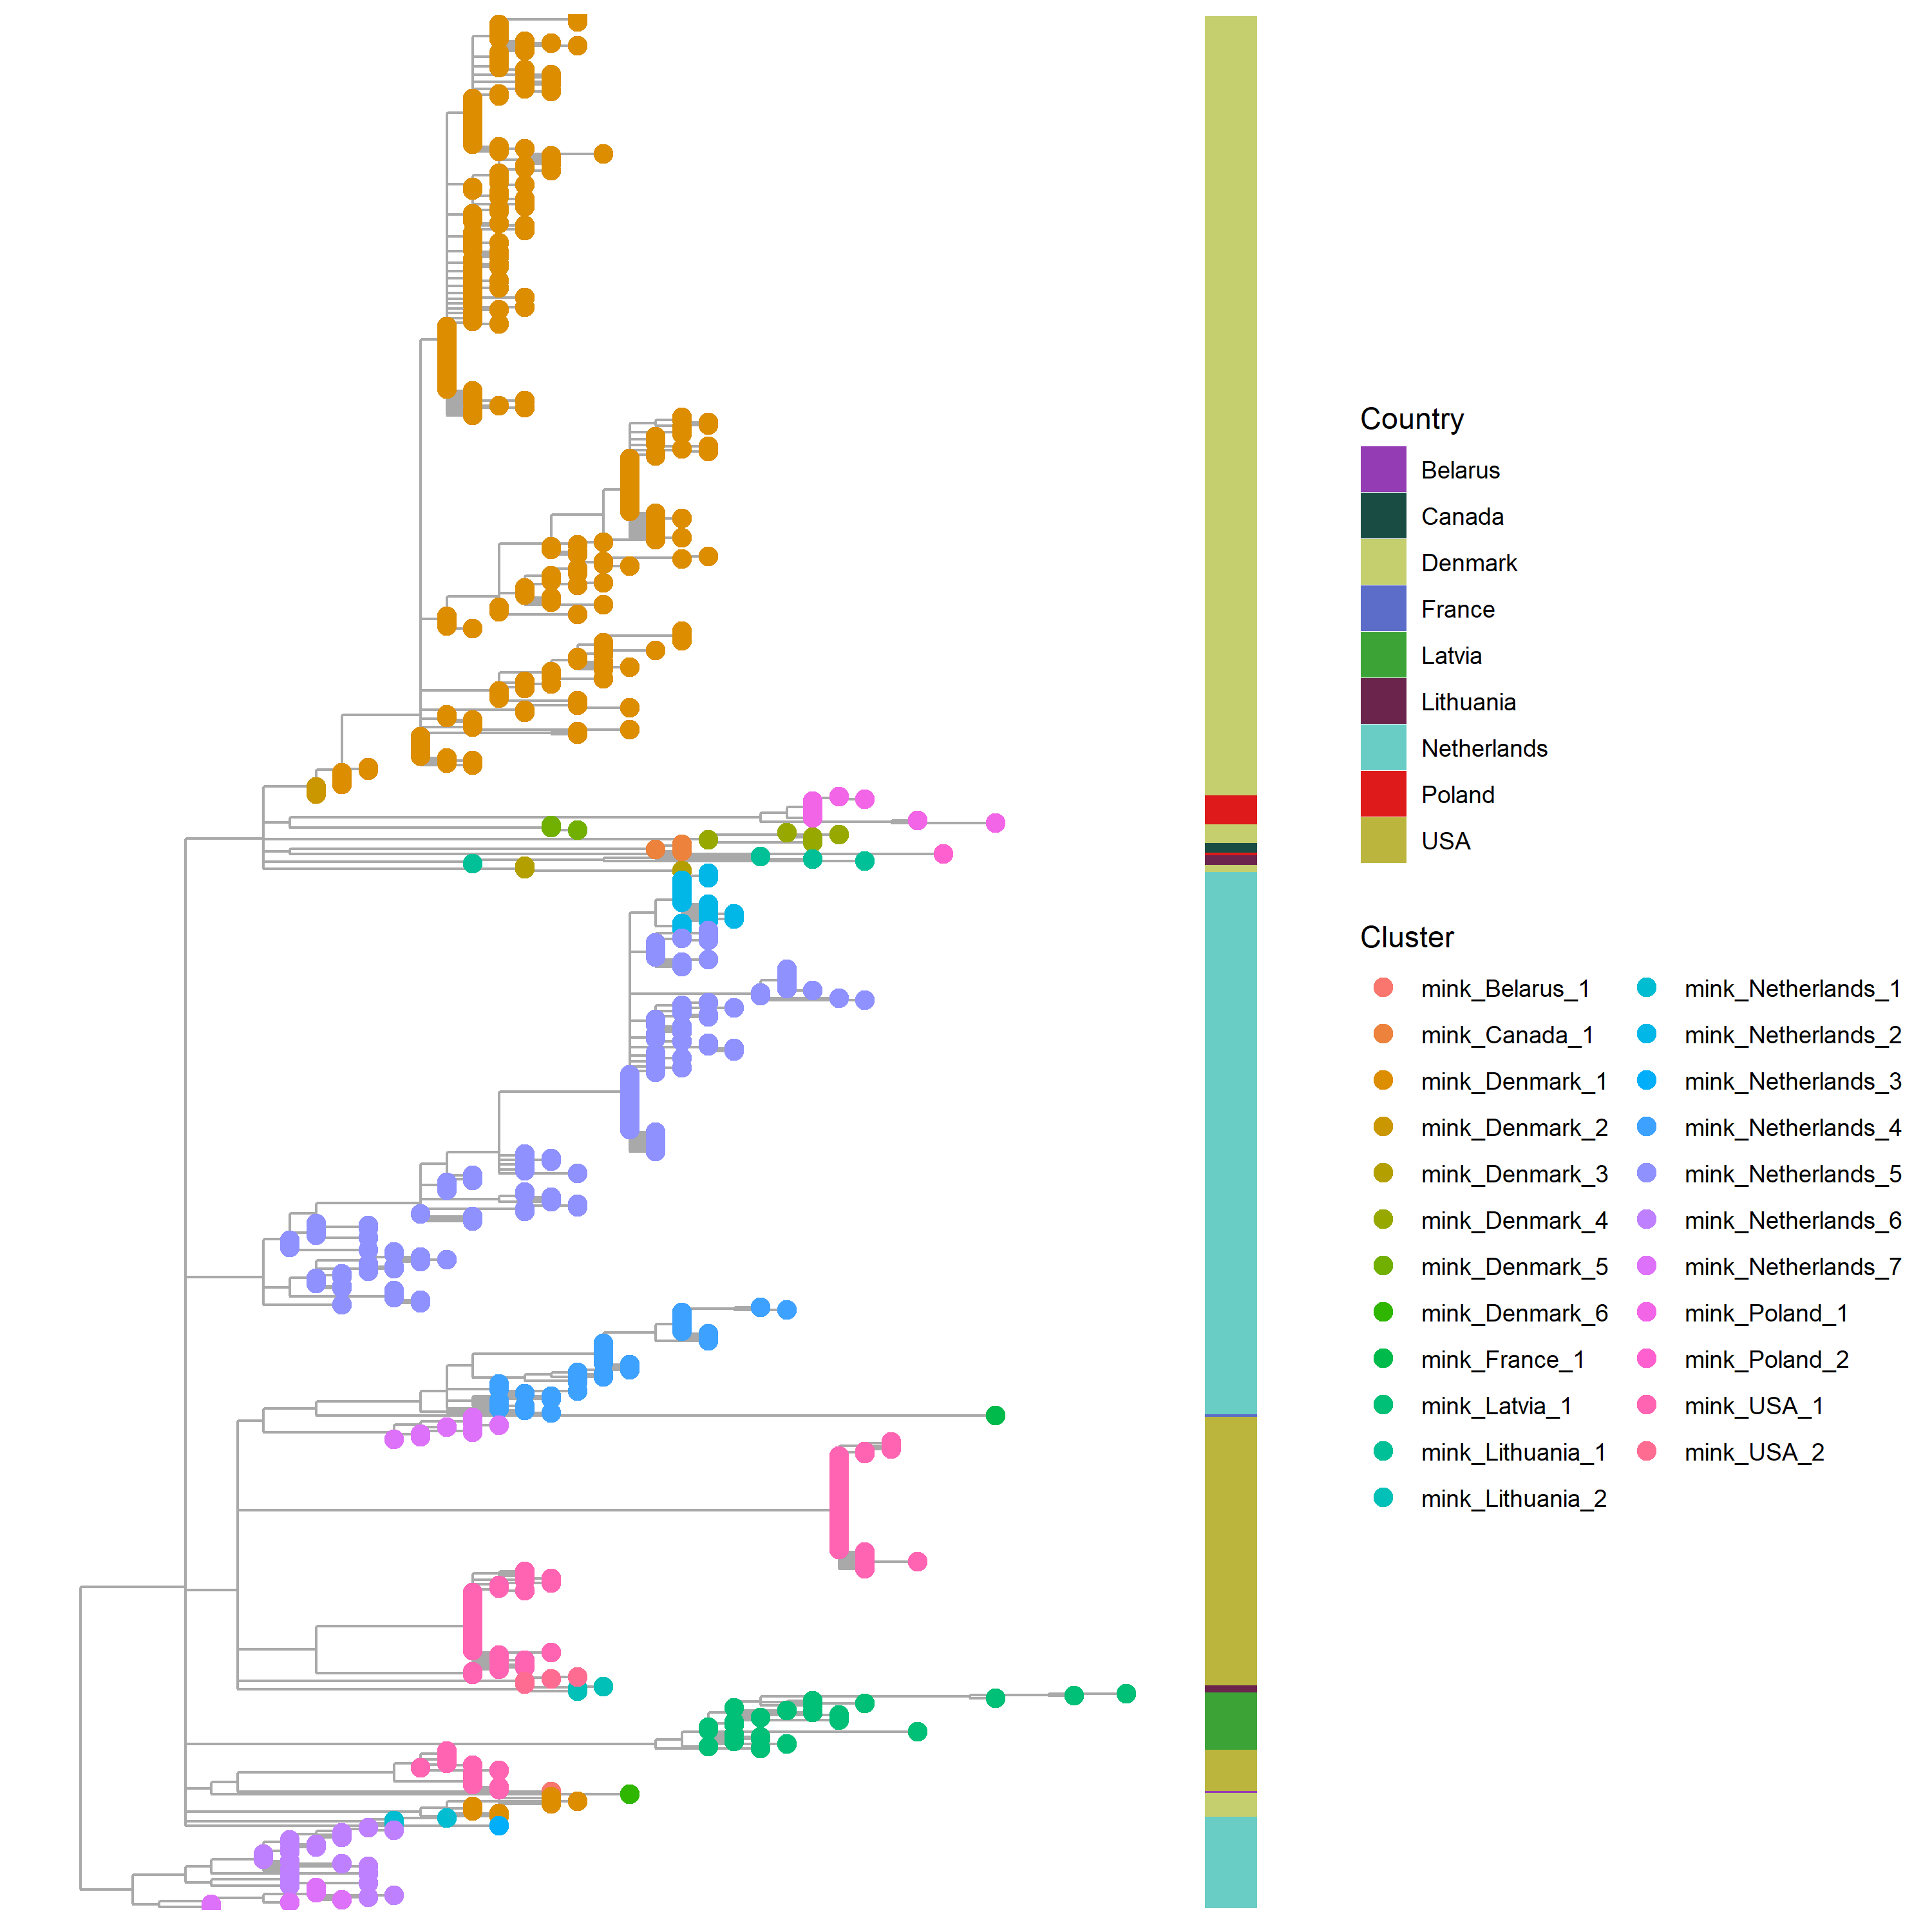 Country
Belarus
Canada
Denmark
France
Latvia
Lithuania
Netherlands
Poland
USA
Cluster
mink_Belarus_1
mink_Canada_1
mink_Denmark_1
mink_Denmark_2
mink_Denmark_3
mink_Denmark_4
mink_Denmark_5
mink_Denmark_6
mink_France_1
mink_Latvia_1
mink_Lithuania_1
mink_Lithuania_2
mink_Netherlands_1
mink_Netherlands_2
mink_Netherlands_3
mink_Netherlands_4
mink_Netherlands_5
mink_Netherlands_6
mink_Netherlands_7
mink_Poland_1
mink_Poland_2
mink_USA_1
mink_USA_2